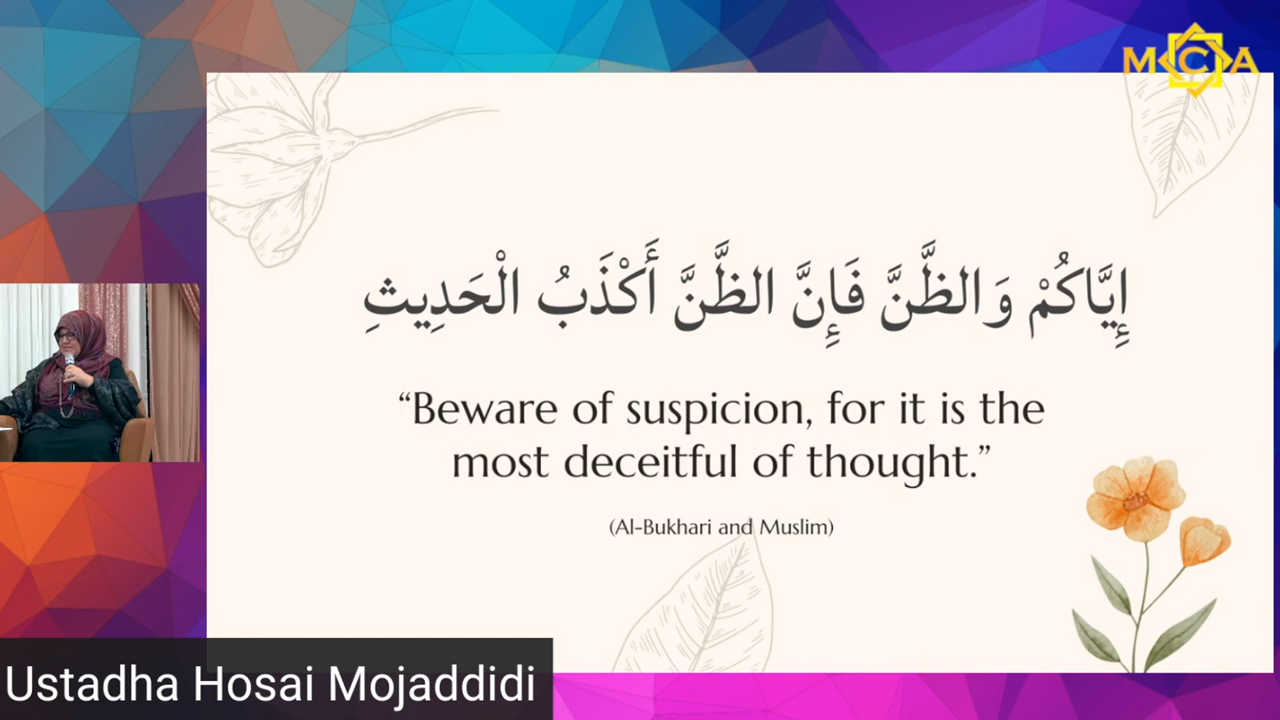 MCA
إِيَّاكُمْ وَالظَّنَّ فَإِنَّ الظَّنَّ أَكْذَبُ الْحَدِيثِ
“Beware of suspicion, for it is the
most deceitful of thought.”
(Al-Bukhari and Muslim)
Ustadha Hosai Mojaddidi